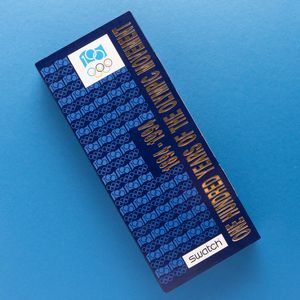 ONE HUNDRED YEARS OF THE OLYMPIC MOVEMENT
1894 - 1994
swatch